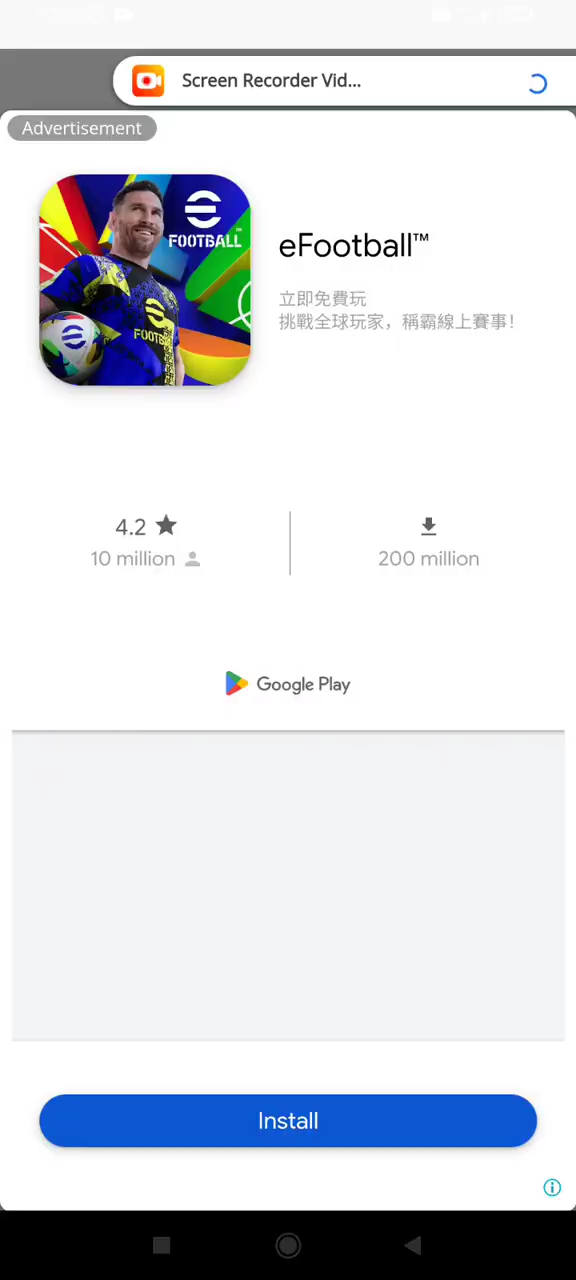 Screen Recorder Vid...
Advertisement
FOOTBALL™
FOOTBALL
eFootball™
立即免費玩
挑戰全球玩家，稱霸線上賽事！
4.2
10 million
200 million
Google Play
Install